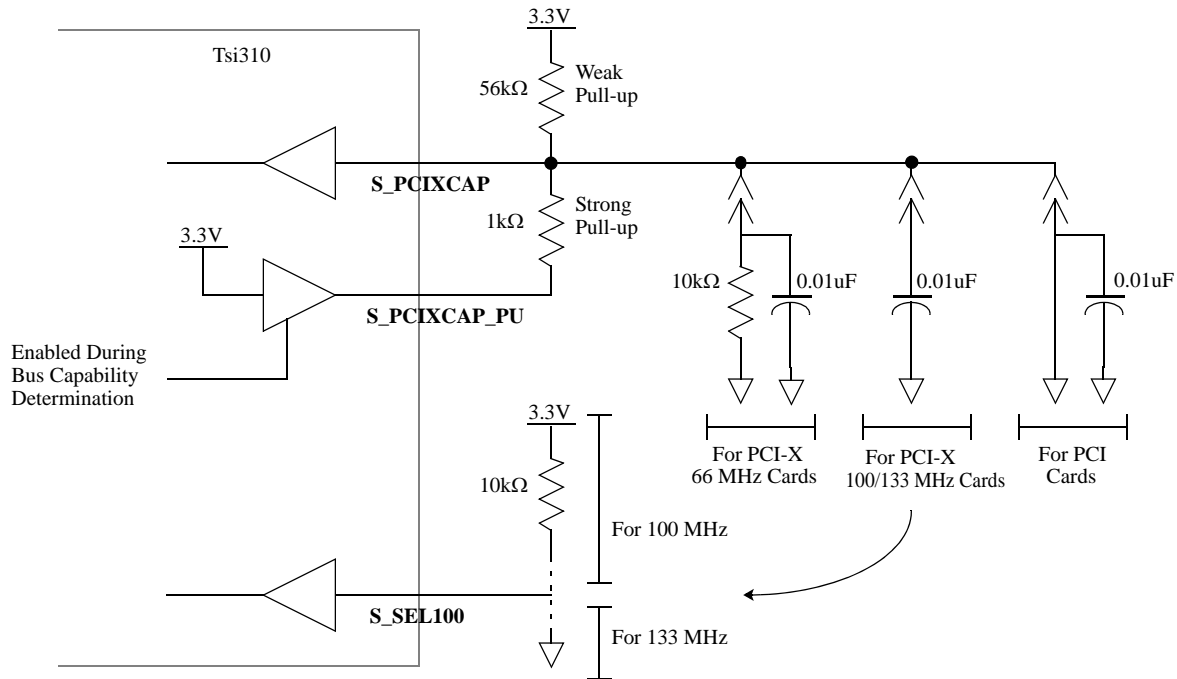 3.3V
Tsi310
56kΩ
Weak
Pull-up
S_PCIXCAP
1kΩ
Strong
Pull-up
3.3V
S_PCIXCAP_PU
10kΩ
0.01uF
0.01uF
0.01uF
Enabled During
Bus Capability
Determination
3.3V
10kΩ
For PCI-X
66 MHz Cards
For PCI-X
100/133 MHz Cards
For PCI
Cards
For 100 MHz
S_SEL100
For 133 MHz